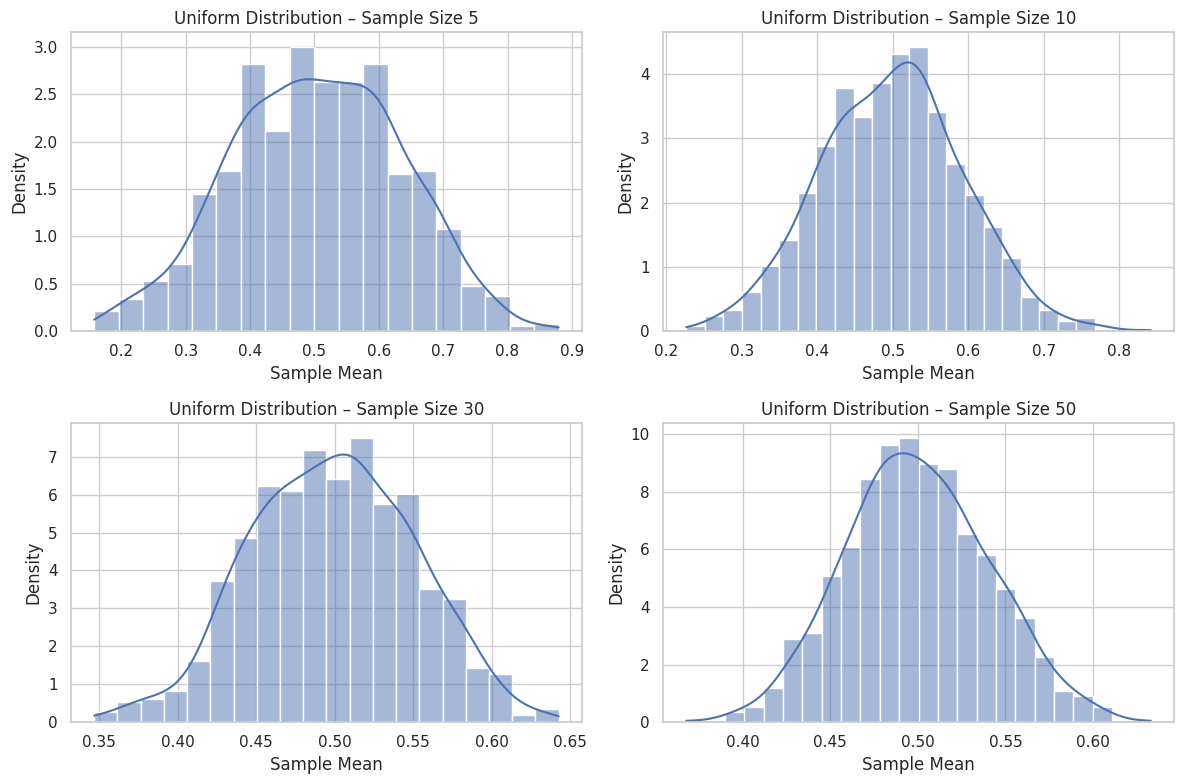 Uniform Distribution – Sample Size 5
3.0
2.5
2.0
1.5
1.0
0.5
0.0
Density
0.2 0.3 0.4 0.5 0.6 0.7 0.8 0.9
Sample Mean
Uniform Distribution – Sample Size 10
4
3
2
1
0
Density
0.2 0.3 0.4 0.5 0.6 0.7 0.8
Sample Mean
Uniform Distribution – Sample Size 30
7
6
5
4
3
2
1
0
Density
0.35 0.40 0.45 0.50 0.55 0.60 0.65
Sample Mean
Uniform Distribution – Sample Size 50
10
8
6
4
2
0
Density
0.40 0.45 0.50 0.55 0.60
Sample Mean